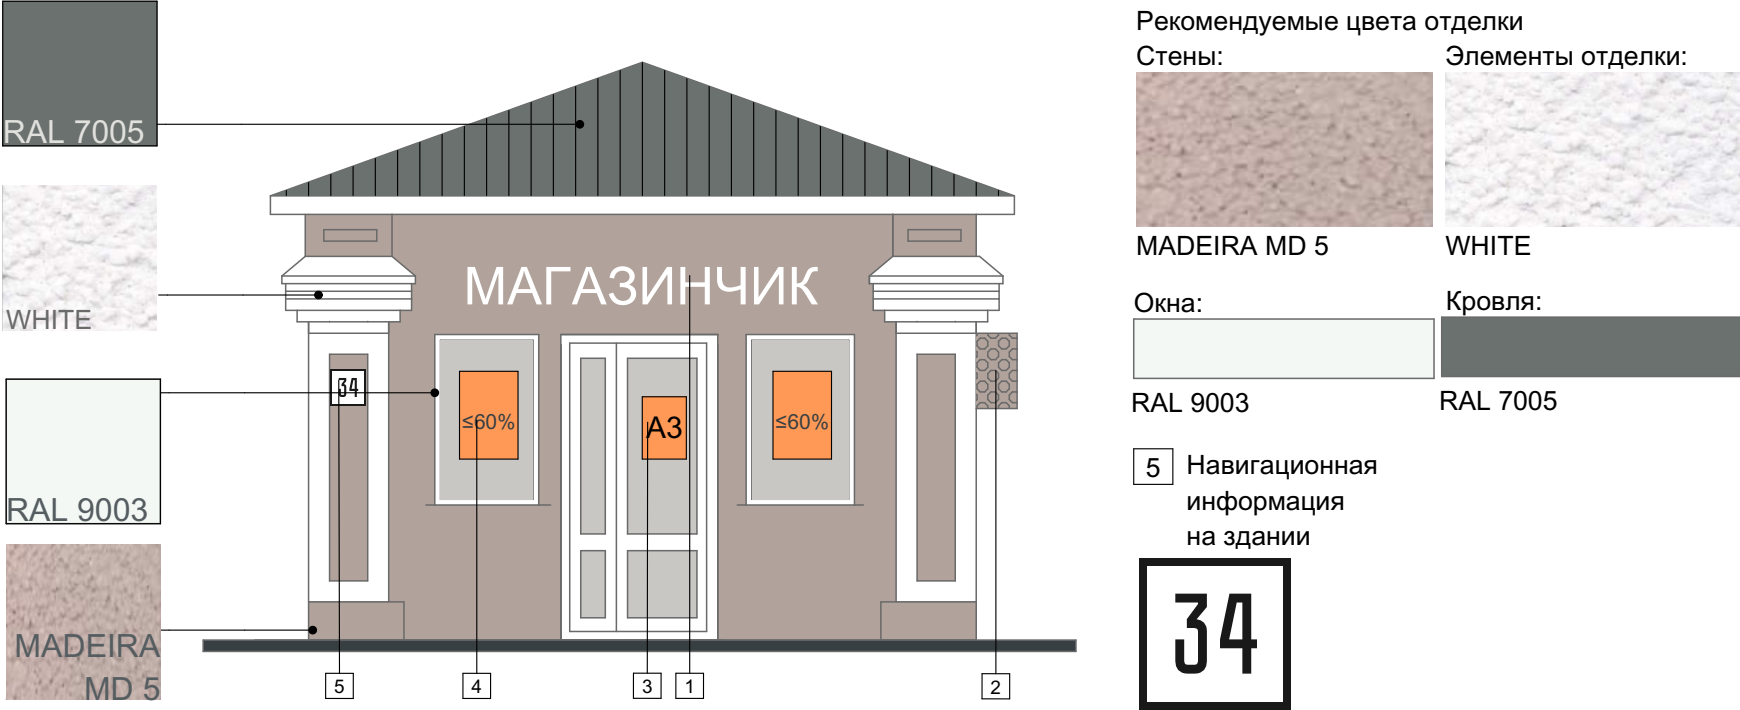 RAL 7005
WHITE
RAL 9003
MADEIRA
MD 5
МАГАЗИНЧИК
34
≤60%
А3
≤60%
5
4
3
1
2
Рекомендуемые цвета отделки
Стены:
Элементы отделки:
MADEIRA MD 5
WHITE
Окна:
Кровля:
RAL 9003
RAL 7005
5
Навигационная
информация
на здании
34